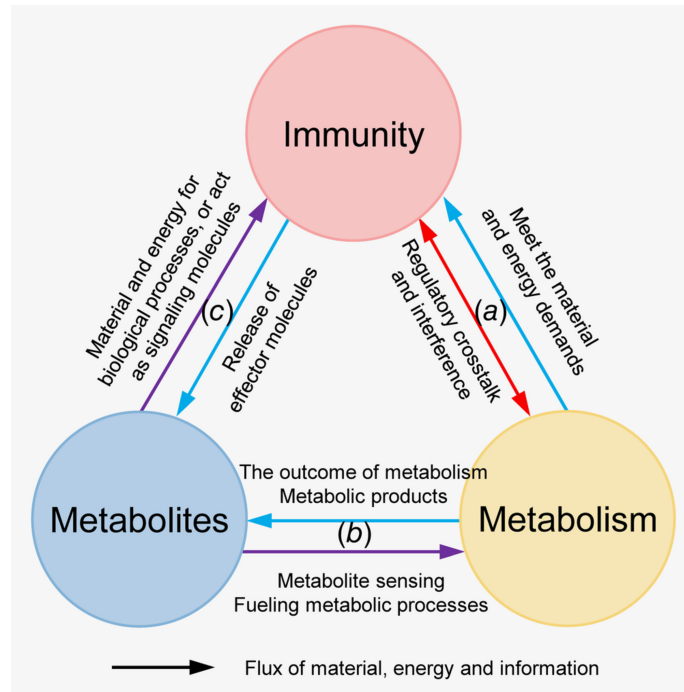 Immunity
Material and energy for
biological processes, or act
as signaling molecules
(c)
Release of
effector molecules
Regulatory crosstalk
and interference
(a)
Meet the material
and energy demands
Metabolites
The outcome of metabolism
Metabolic products
(b)
Metabolite sensing
Fueling metabolic processes
Metabolism
Flux of material, energy and information